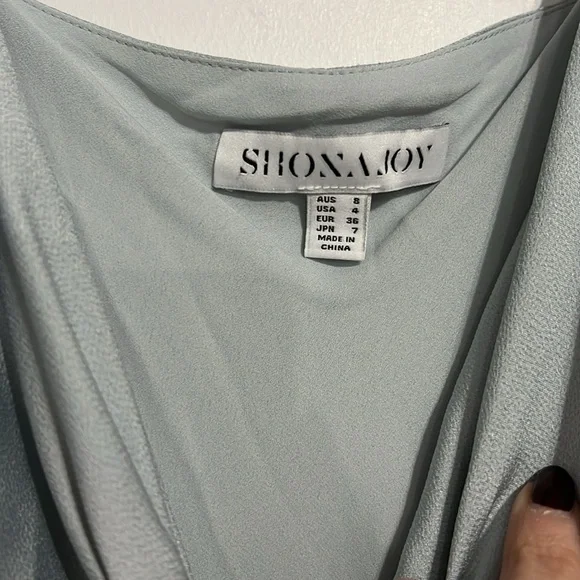 SHONA JOY
AUS 8
USA 4
EUR 36
JPN 7
MADE IN
CHINA